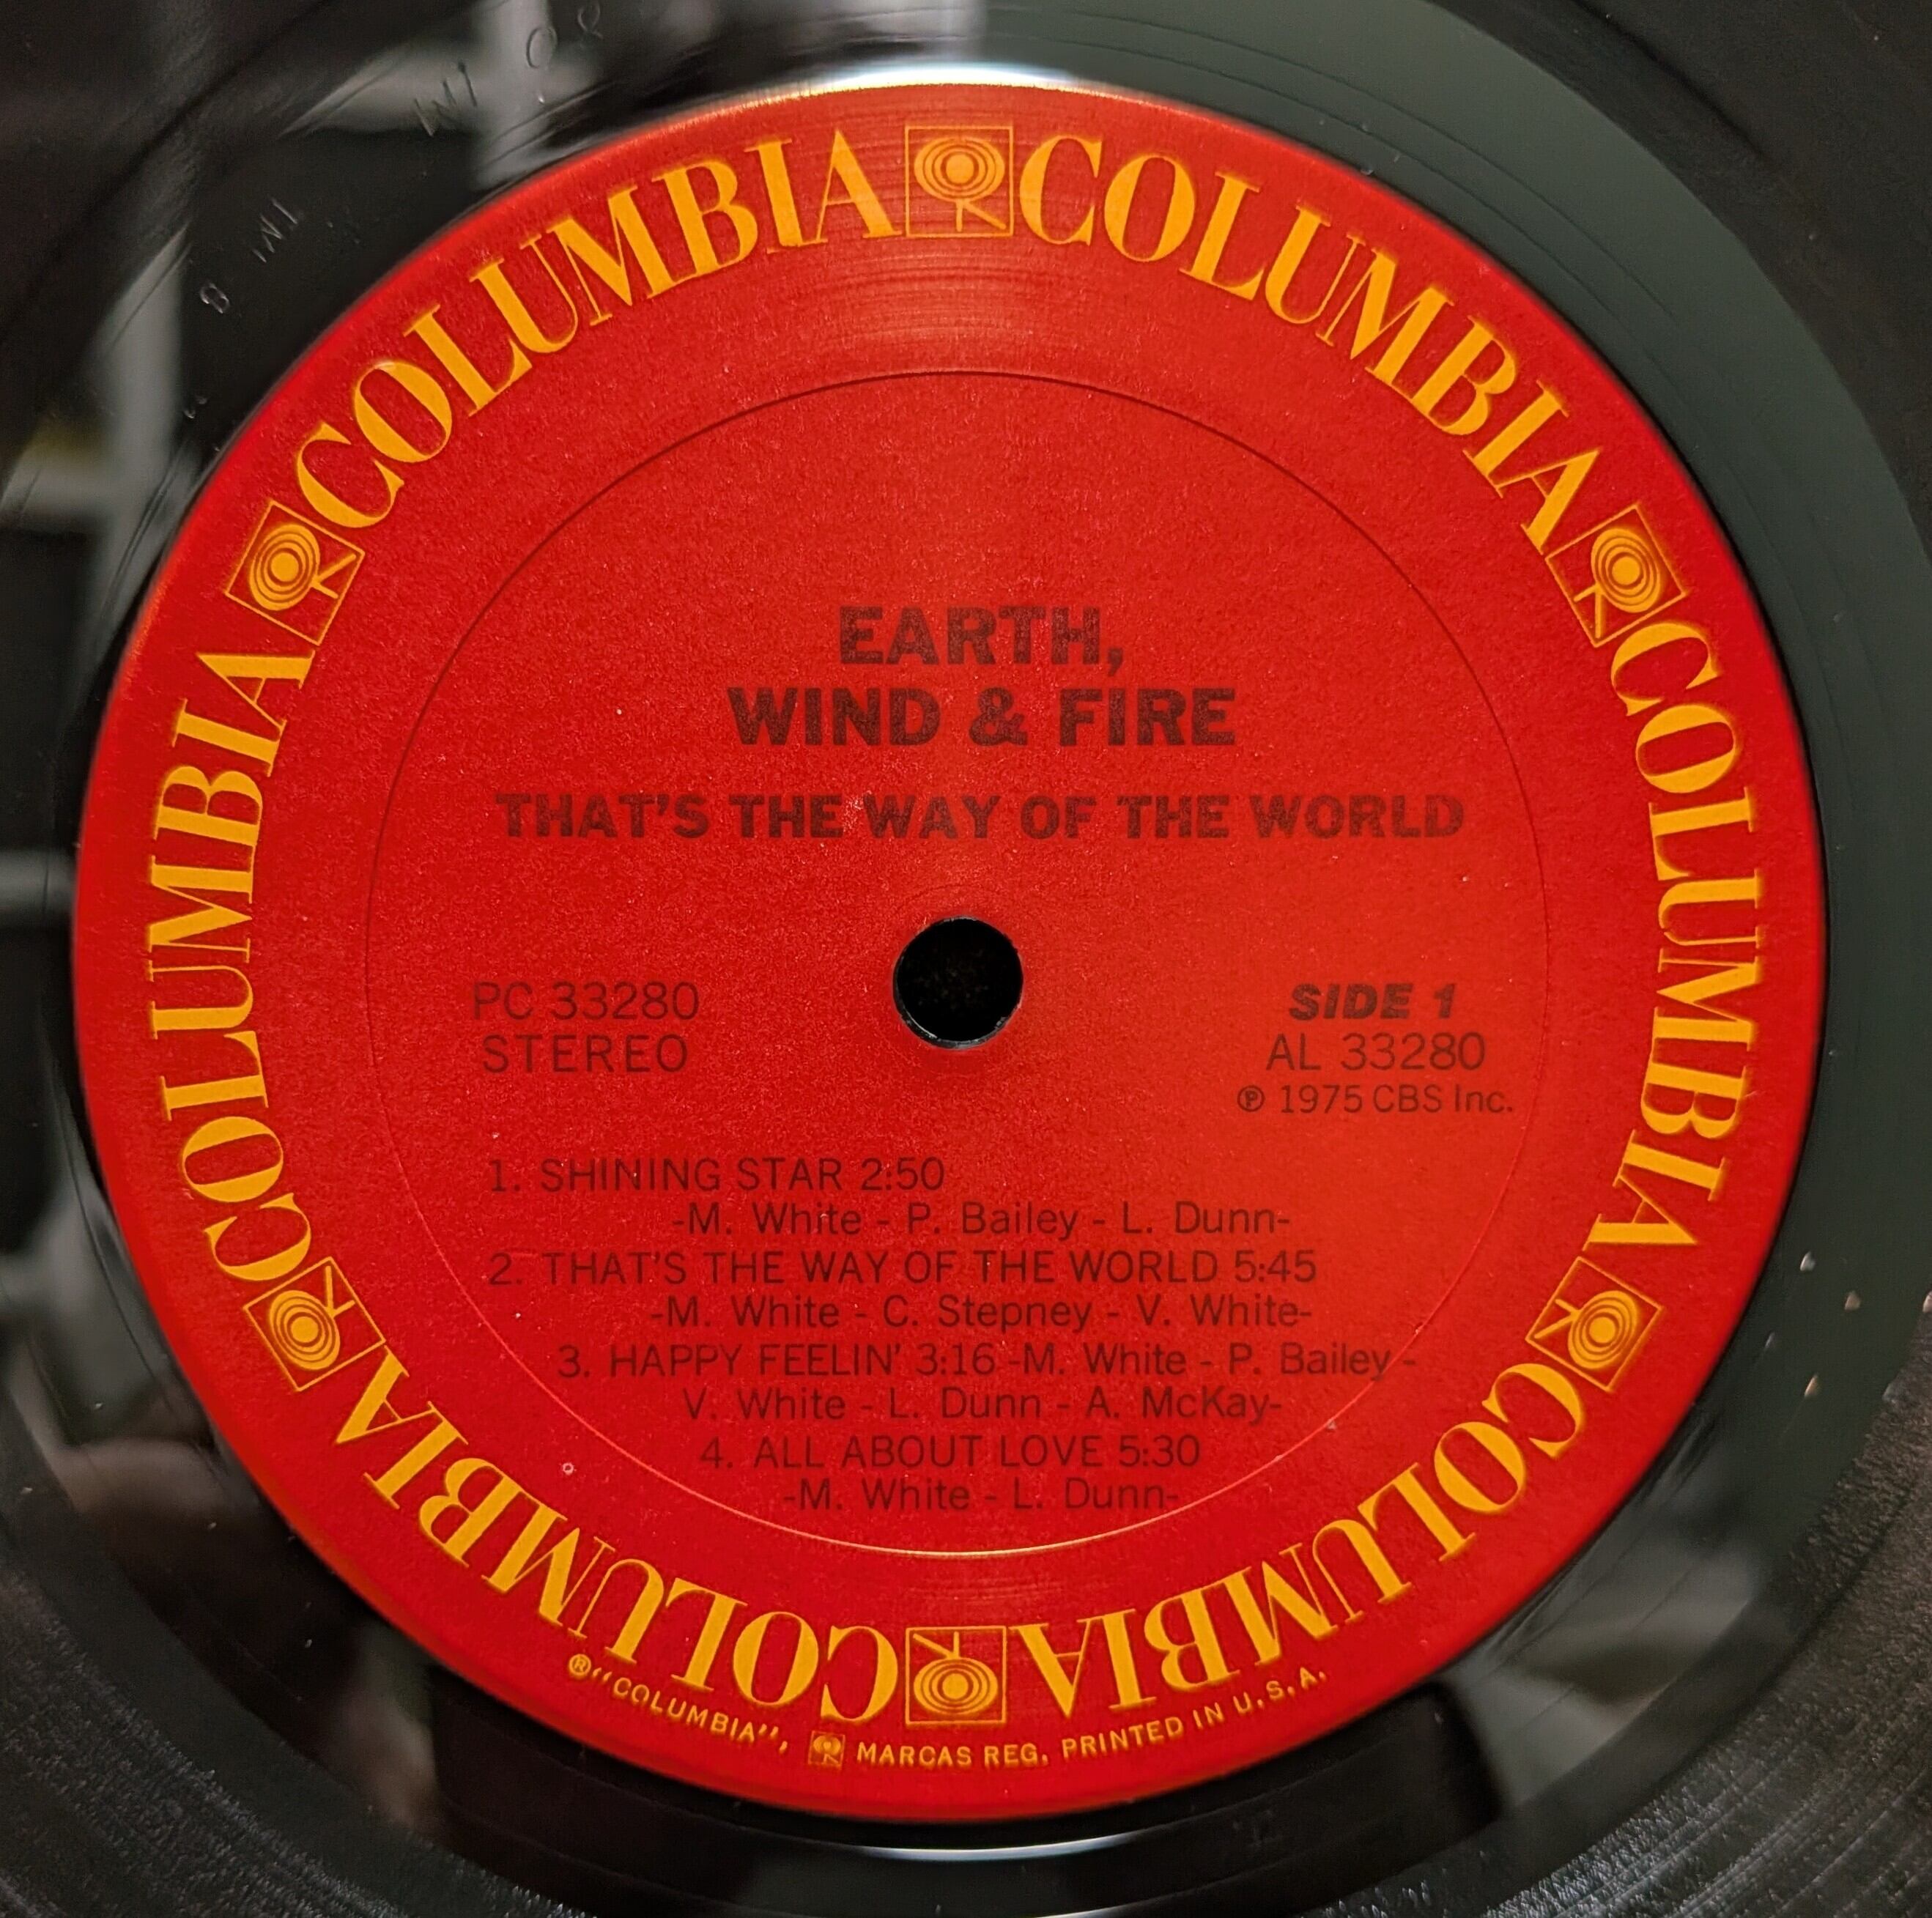 COLUMBIA COLUMBIA COLUMBIA COLUMBIA COLUMBIA COLUMBIA
EARTH,
WIND & FIRE
THAT'S THE WAY OF THE WORLD
PC 33280
STEREO
SIDE 1
AL 33280
℗ 1975 CBS Inc.
1. SHINING STAR 2:50
-M. White - P. Bailey - L. Dunn-
2. THAT'S THE WAY OF THE WORLD 5:45
-M. White - C. Stepney - V. White-
3. HAPPY FEELIN' 3:16 -M. White - P. Bailey -
V. White - L. Dunn - A. McKay-
4. ALL ABOUT LOVE 5:30
-M. White - L. Dunn-
®"COLUMBIA", MARCAS REG. PRINTED IN U.S.A.